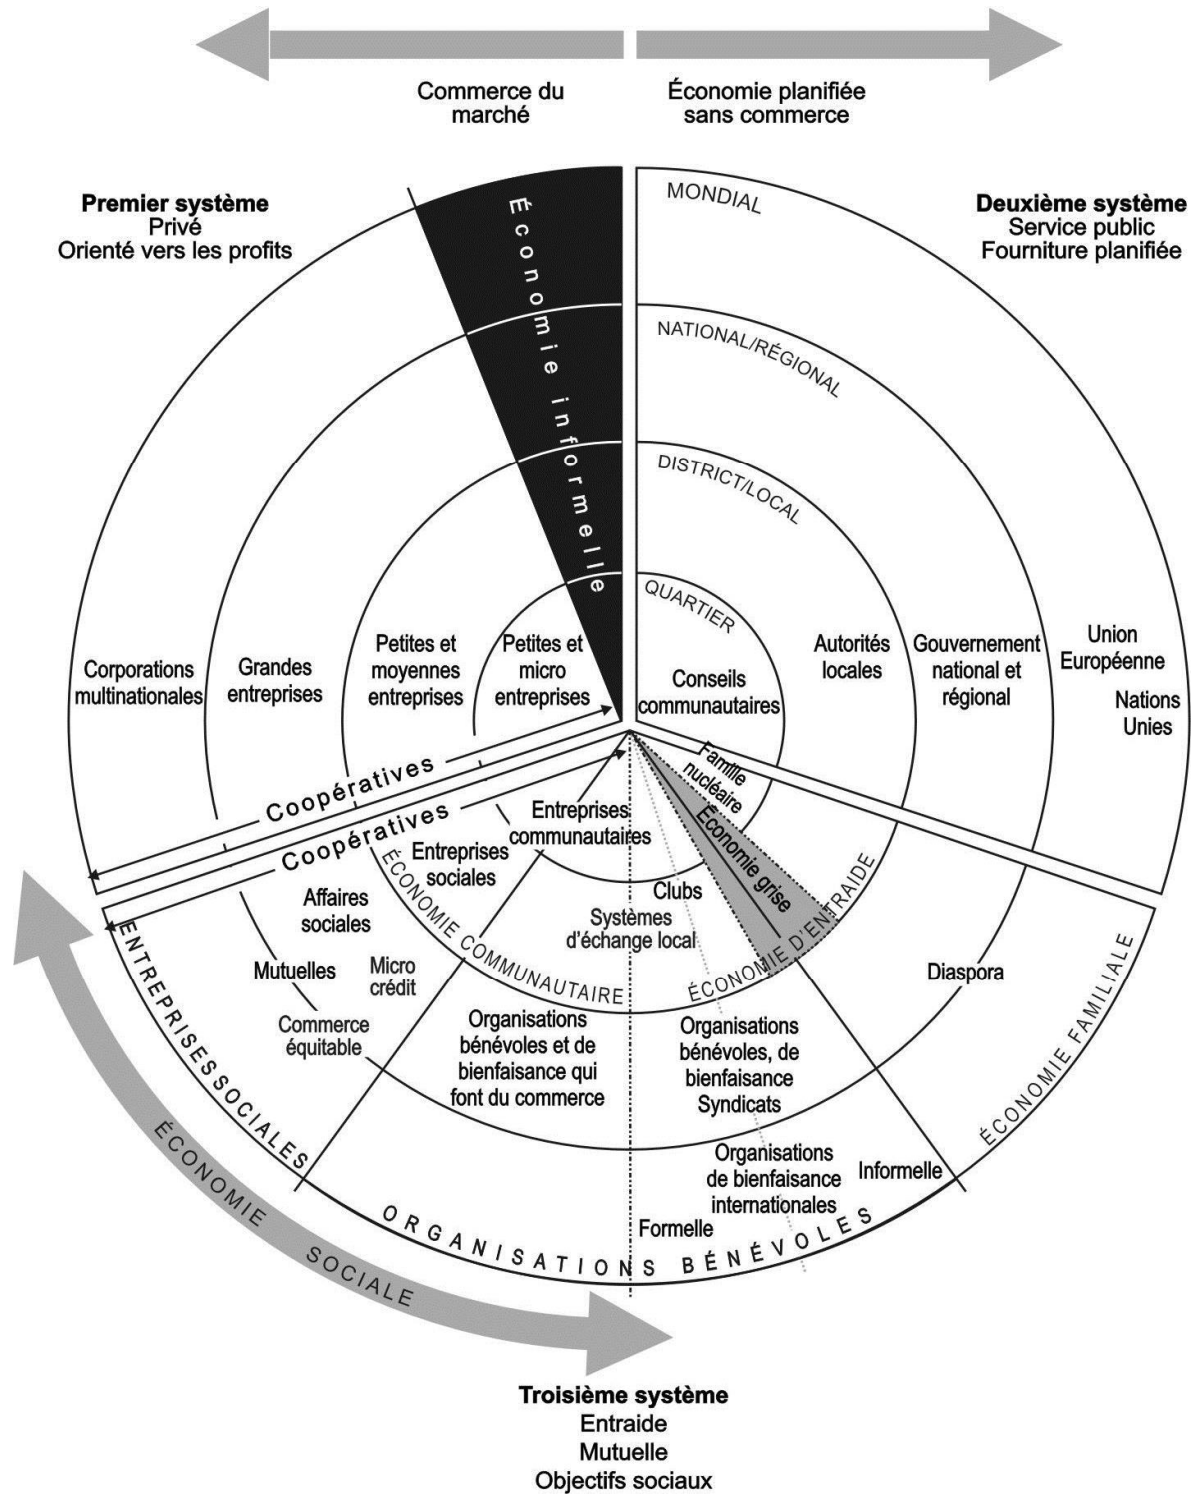 Commerce du
marché
Économie planifiée
sans commerce
Premier système
Privé
Orienté vers les profits
Deuxième système
Service public
Fourniture planifiée
Économie informelle
MONDIAL
NATIONAL/RÉGIONAL
DISTRICT/LOCAL
QUARTIER
Corporations
multinationales
Grandes
entreprises
Petites et
moyennes
entreprises
Petites et
micro
entreprises
Conseils
communautaires
Autorités
locales
Gouvernement
national et
régional
Union
Européenne
Nations
Unies
Coopératives
Coopératives
Famille
nucléaire
Économie grise
Entreprises
communautaires
Entreprises
sociales
Affaires
sociales
Mutuelles
Micro
crédit
Commerce
équitable
Clubs
Systèmes
d'échange local
ÉCONOMIE COMMUNAUTAIRE
ÉCONOMIE D'ENTRAIDE
Diaspora
Organisations
bénévoles et de
bienfaisance qui
font du commerce
Organisations
bénévoles, de
bienfaisance
Syndicats
Organisations
de bienfaisance
internationales
Informelle
Formelle
ENTREPRISES SOCIALES
ORGANISATIONS BÉNÉVOLES
ÉCONOMIE FAMILIALE
ÉCONOMIE SOCIALE
Troisième système
Entraide
Mutuelle
Objectifs sociaux